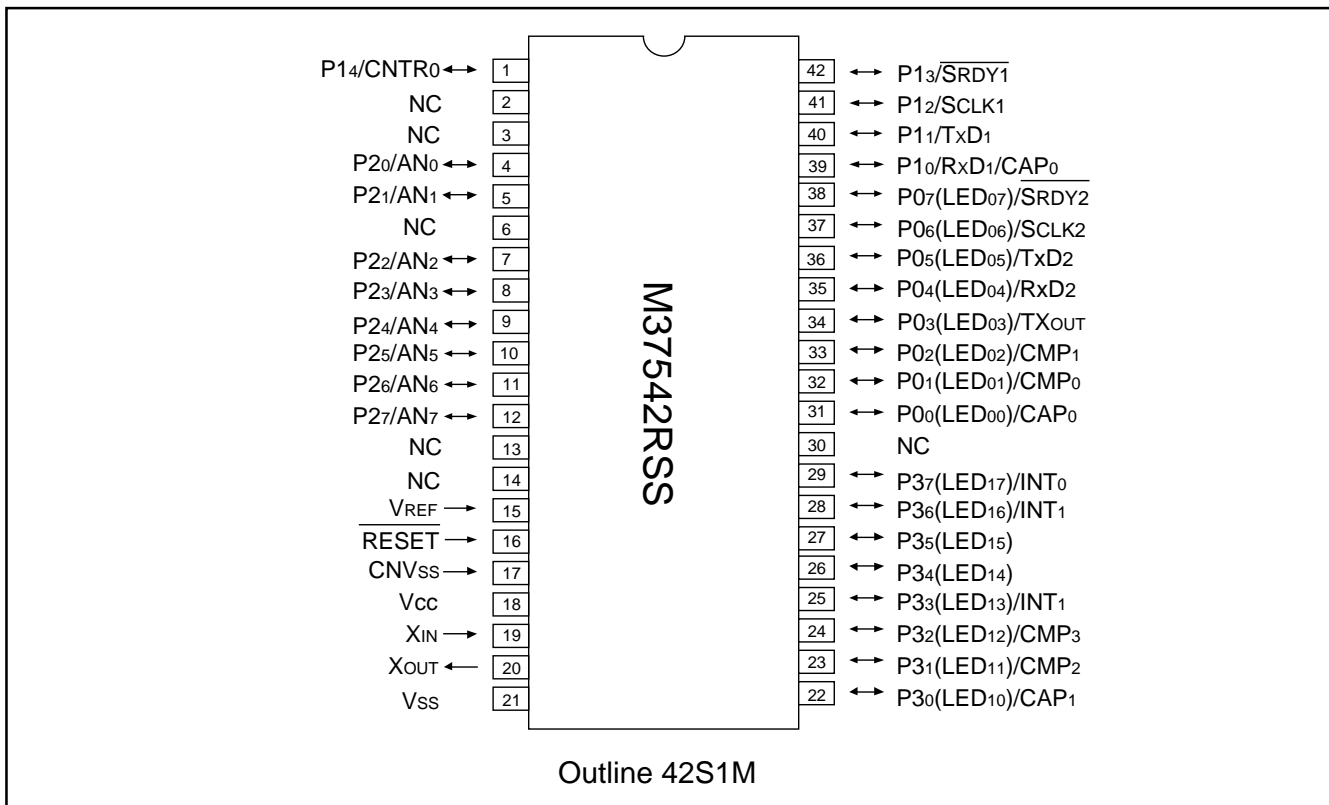 P14/CNTR0
NC
NC
P20/AN0
P21/AN1
NC
P22/AN2
P23/AN3
P24/AN4
P25/AN5
P26/AN6
P27/AN7
NC
NC
VREF
RESET
CNVSS
VCC
XIN
XOUT
VSS
1
2
3
4
5
6
7
8
9
10
11
12
13
14
15
16
17
18
19
20
21
M37542RSS
42
41
40
39
38
37
36
35
34
33
32
31
30
29
28
27
26
25
24
23
22
P13/SRDY1
P12/SCLK1
P11/TXD1
P10/RXD1/CAP0
P07(LED07)/SRDY2
P06(LED06)/SCLK2
P05(LED05)/TxD2
P04(LED04)/RxD2
P03(LED03)/TXOUT
P02(LED02)/CMP1
P01(LED01)/CMP0
P00(LED00)/CAP0
NC
P37(LED17)/INT0
P36(LED16)/INT1
P35(LED15)
P34(LED14)
P33(LED13)/INT1
P32(LED12)/CMP3
P31(LED11)/CMP2
P30(LED10)/CAP1
Outline 42S1M